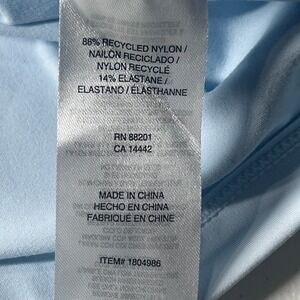 86% RECYCLED NYLON /
NAILON RECICLADO /
NYLON RECYCLÉ
14% ELASTANE /
ELASTANO / ÉLASTHANNE
RN 88201
CA 14442
MADE IN CHINA
HECHO EN CHINA
FABRIQUÉ EN CHINE
ITEM# 1804986